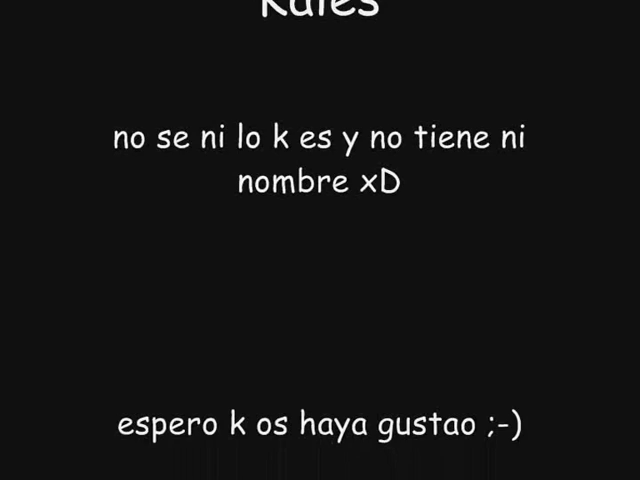 no se ni lo k es y no tiene ni
nombre xD
espero k os haya gustao ;-)